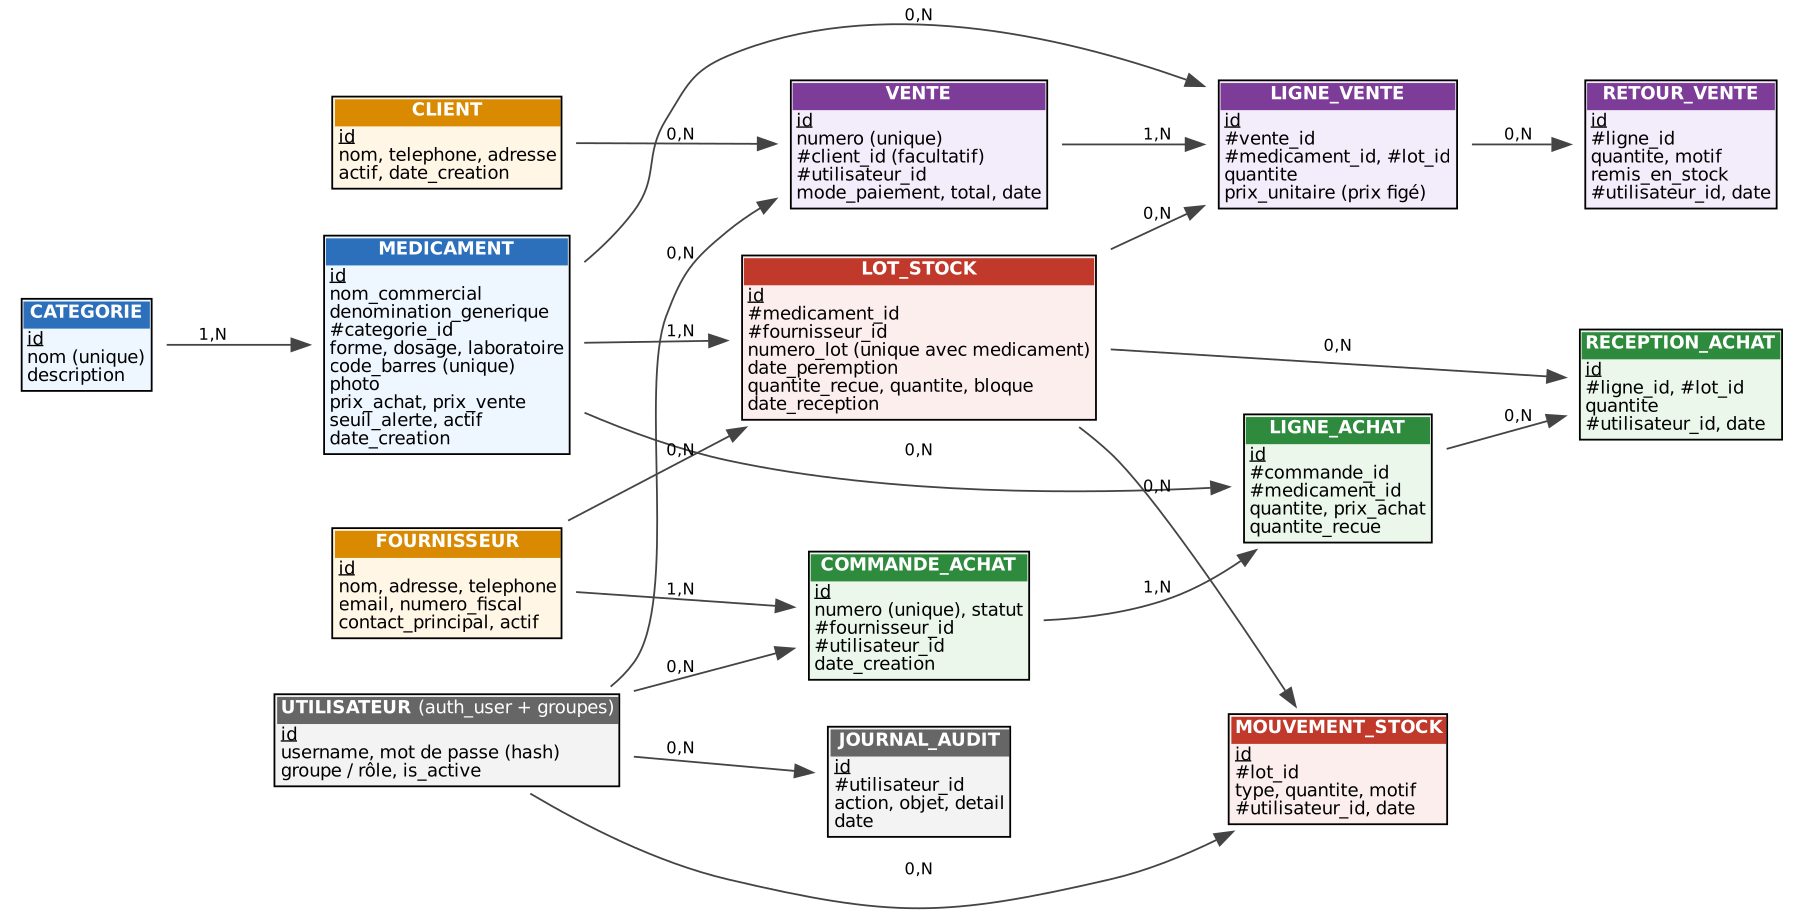 CATEGORIE
id
nom (unique)
description
1,N
CLIENT
id
nom, telephone, adresse
actif, date_creation
0,N
MEDICAMENT
id
nom_commercial
denomination_generique
#categorie_id
forme, dosage, laboratoire
code_barres (unique)
photo
prix_achat, prix_vente
seuil_alerte, actif
date_creation
0,N
1,N
0,N
FOURNISSEUR
id
nom, adresse, telephone
email, numero_fiscal
contact_principal, actif
0,N
1,N
UTILISATEUR (auth_user + groupes)
id
username, mot de passe (hash)
groupe / rôle, is_active
0,N
0,N
0,N
0,N
VENTE
id
numero (unique)
#client_id (facultatif)
#utilisateur_id
mode_paiement, total, date
1,N
LOT_STOCK
id
#medicament_id
#fournisseur_id
numero_lot (unique avec medicament)
date_peremption
quantite_recue, quantite, bloque
date_reception
0,N
0,N
0,N
COMMANDE_ACHAT
id
numero (unique), statut
#fournisseur_id
#utilisateur_id
date_creation
1,N
JOURNAL_AUDIT
id
#utilisateur_id
action, objet, detail
date
LIGNE_VENTE
id
#vente_id
#medicament_id, #lot_id
quantite
prix_unitaire (prix figé)
0,N
LIGNE_ACHAT
id
#commande_id
#medicament_id
quantite, prix_achat
quantite_recue
0,N
MOUVEMENT_STOCK
id
#lot_id
type, quantite, motif
#utilisateur_id, date
RETOUR_VENTE
id
#ligne_id
quantite, motif
remis_en_stock
#utilisateur_id, date
RECEPTION_ACHAT
id
#ligne_id, #lot_id
quantite
#utilisateur_id, date